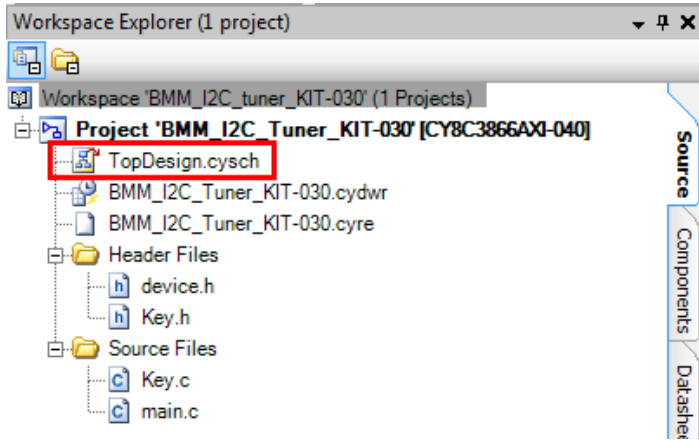 Workspace Explorer (1 project)
Workspace 'BMM_I2C_tuner_KIT-030' (1 Projects)
Project 'BMM_I2C_Tuner_KIT-030' [CY8C3866AXI-040]
TopDesign.cysch
BMM_I2C_Tuner_KIT-030.cydwr
BMM_I2C_Tuner_KIT-030.cyre
Header Files
h device.h
h Key.h
Source Files
c Key.c
c main.c
Source
Components